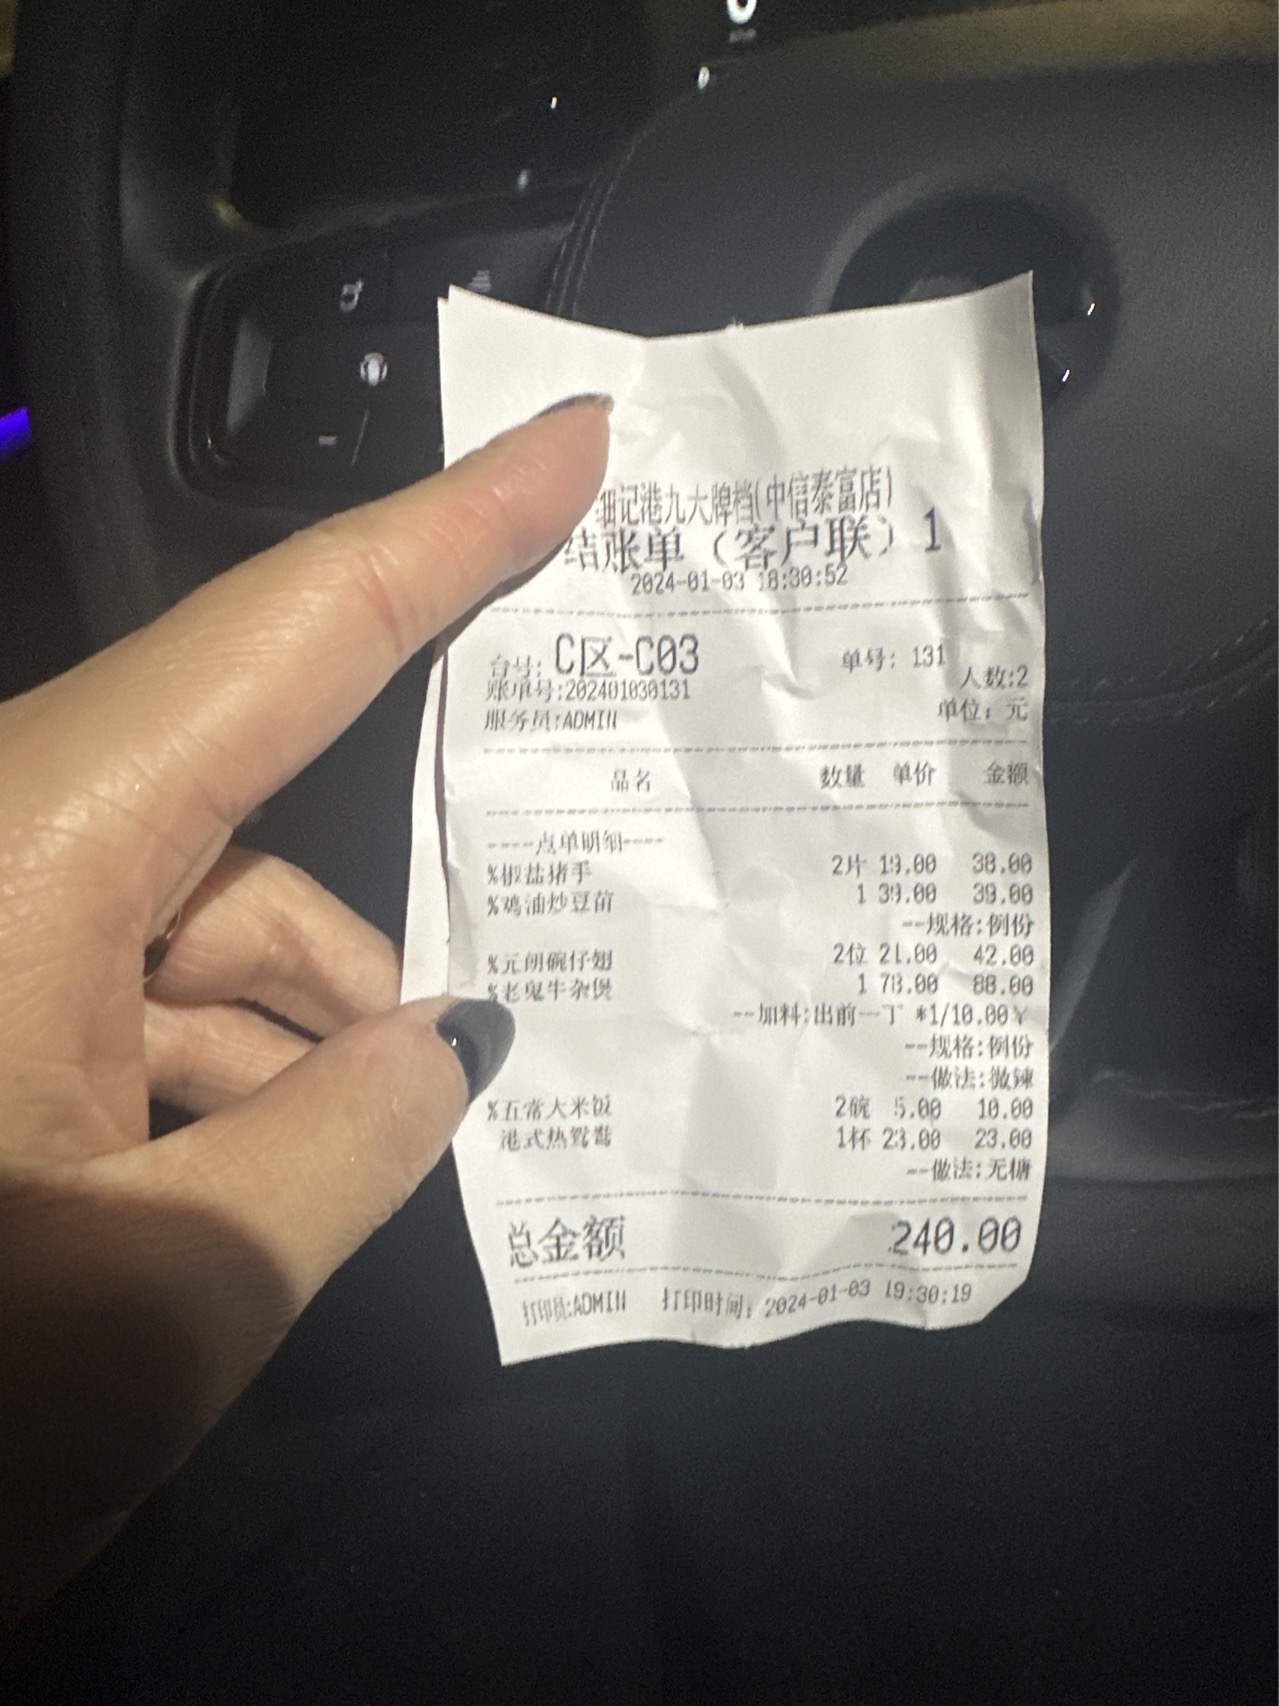 细记港九大牌档(中信泰富店)
结账单（客户联）1
2024-01-03 18:30:52
台号: C区-C03 单号: 131
人数:2
账单号:202401030131
服务员:ADMIN 单位: 元
品名 数量 单价 金额
----点单明细----
%椒盐猪手 2片 19.00 38.00
%鸡油炒豆苗 1 39.00 39.00
--规格:例份
%元朗碗仔翅 2位 21.00 42.00
%老鬼牛杂煲 1 78.00 88.00
--加料:出前一丁 *1/10.00¥
--规格:例份
--做法:微辣
%五常大米饭 2碗 5.00 10.00
港式热鸳鸯 1杯 23.00 23.00
--做法:无糖
总金额 240.00
打印员:ADMIN 打印时间: 2024-01-03 19:30:19